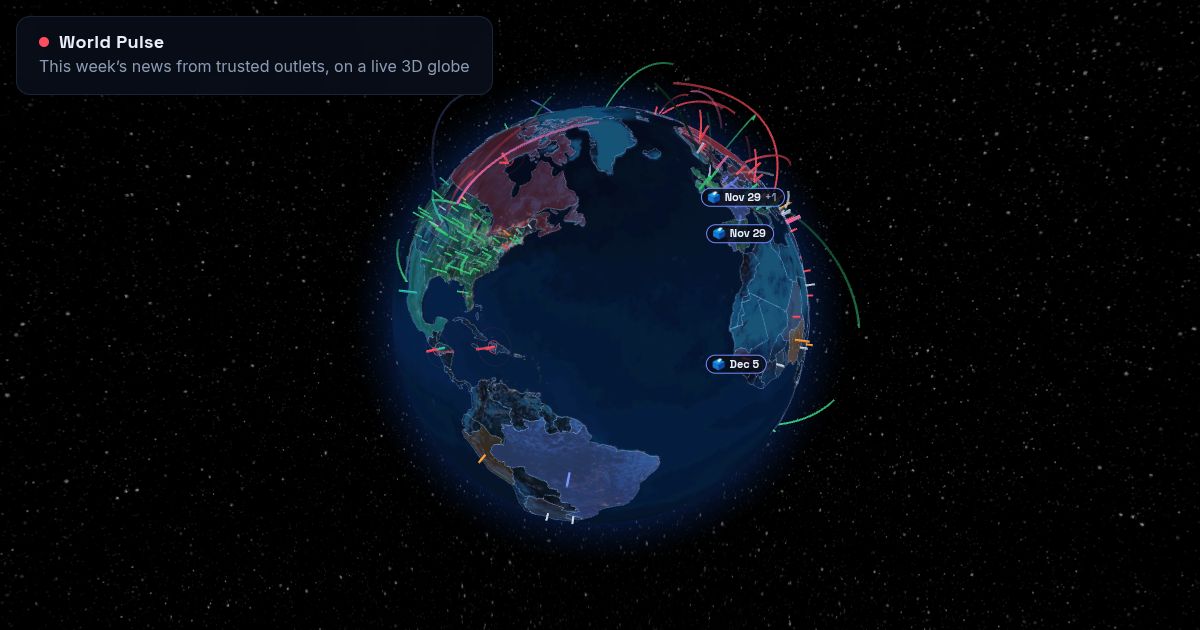 World Pulse
This week's news from trusted outlets, on a live 3D globe
Nov 29 +1
Nov 29
Dec 5